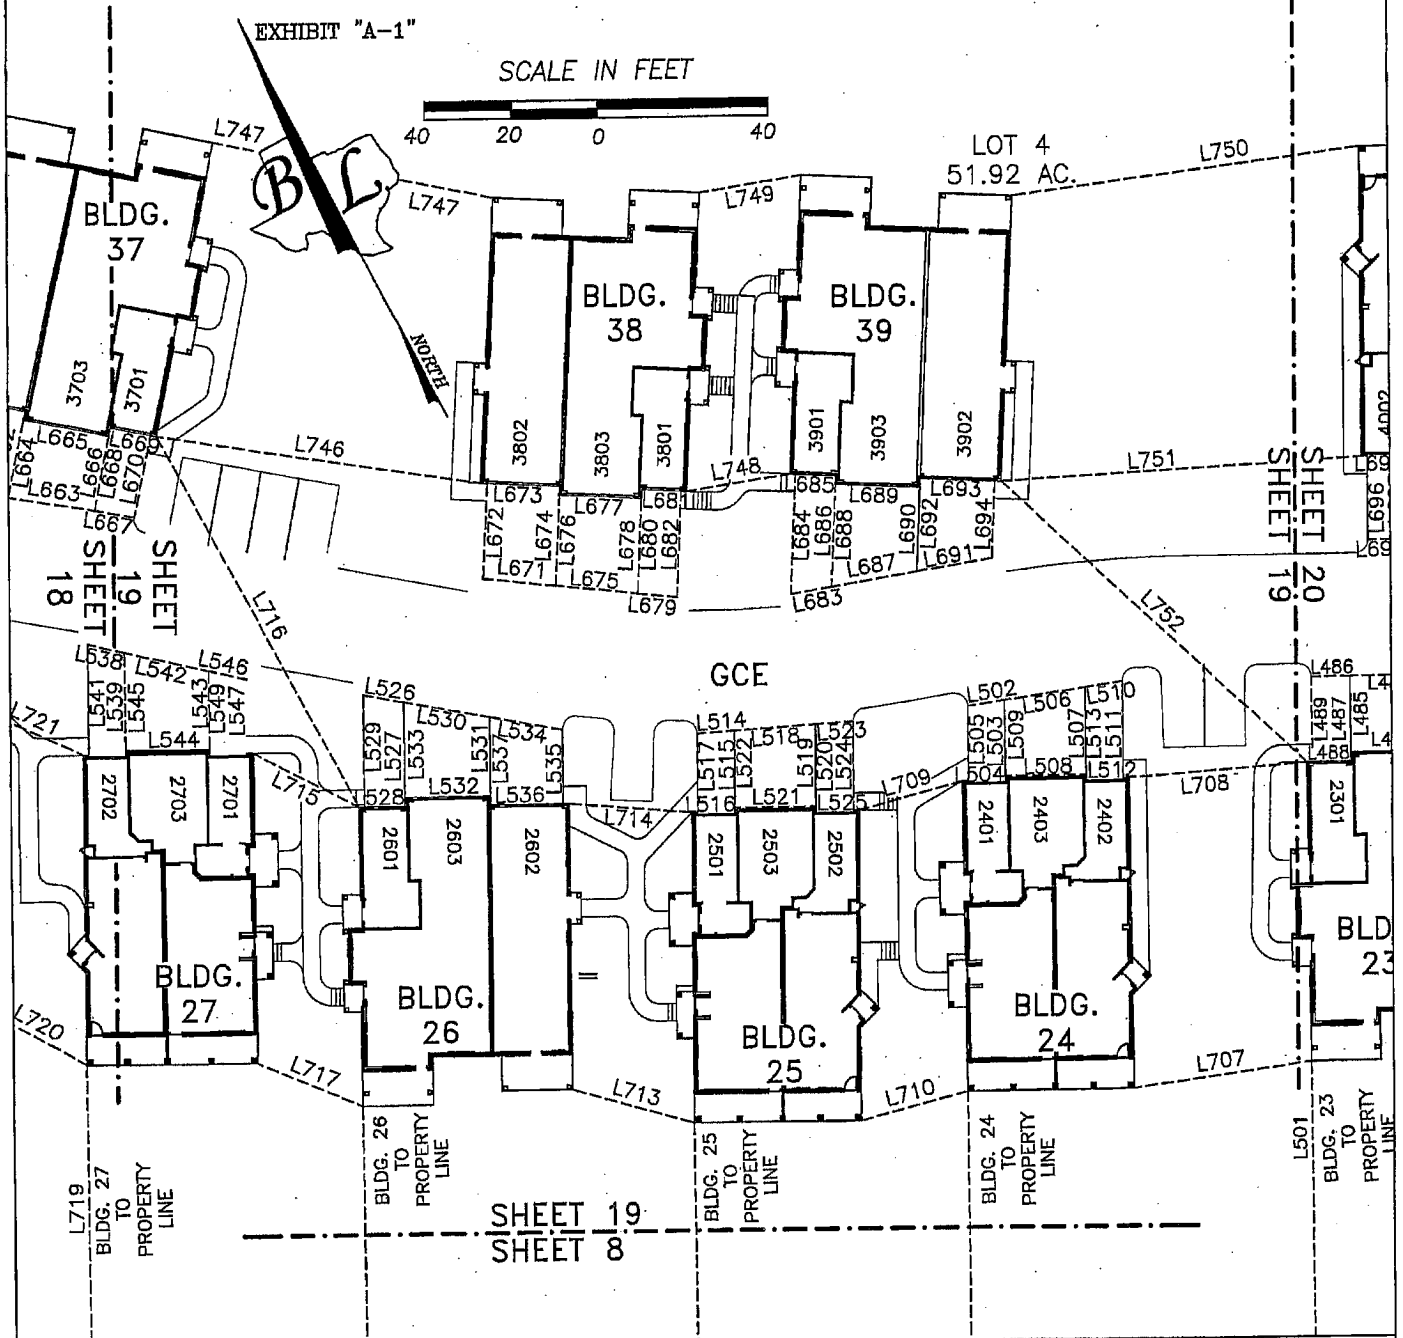 EXHIBIT "A-1"
SCALE IN FEET
40 20 0 40
LOT 4
51.92 AC.
L747
B L
L747
L749
L750
BLDG.
37
BLDG.
38
BLDG.
39
NORTH
3703
3701
3802
3803
3801
3901
3903
3902
4002
L665
L669
L664
L666
L668
L670
L663
L667
L746
L673
L677
L748
L685
L689
L693
L751
L672
L674
L676
L678
L680
L682
L684
L686
L688
L690
L692
L694
L696
L671
L675
L679
L683
L687
L691
SHEET 18
SHEET 19
SHEET 20
SHEET 19
L716
L752
GCE
L538
L542
L546
L541
L539
L545
L543
L549
L547
L721
L544
L715
L526
L530
L534
L529
L527
L533
L531
L537
L535
528
L532
L536
L714
L514
L518
L523
L517
L515
L522
L519
L520
L524
L516
L521
L525
L709
L502
L506
L510
L505
L503
L509
L507
L513
L511
L504
L508
L512
L708
L486
L489
L487
L485
L488
2702
2703
2701
2601
2603
2602
2501
2503
2502
2401
2403
2402
2301
BLDG.
27
BLDG.
26
BLDG.
25
BLDG.
24
BLD
23
L720
L717
L713
L710
L707
L719
BLDG. 27
TO
PROPERTY
LINE
BLDG. 26
TO
PROPERTY
LINE
BLDG. 25
TO
PROPERTY
LINE
BLDG. 24
TO
PROPERTY
LINE
L501
BLDG. 23
TO
PROPERTY
LINE
SHEET 19
SHEET 8